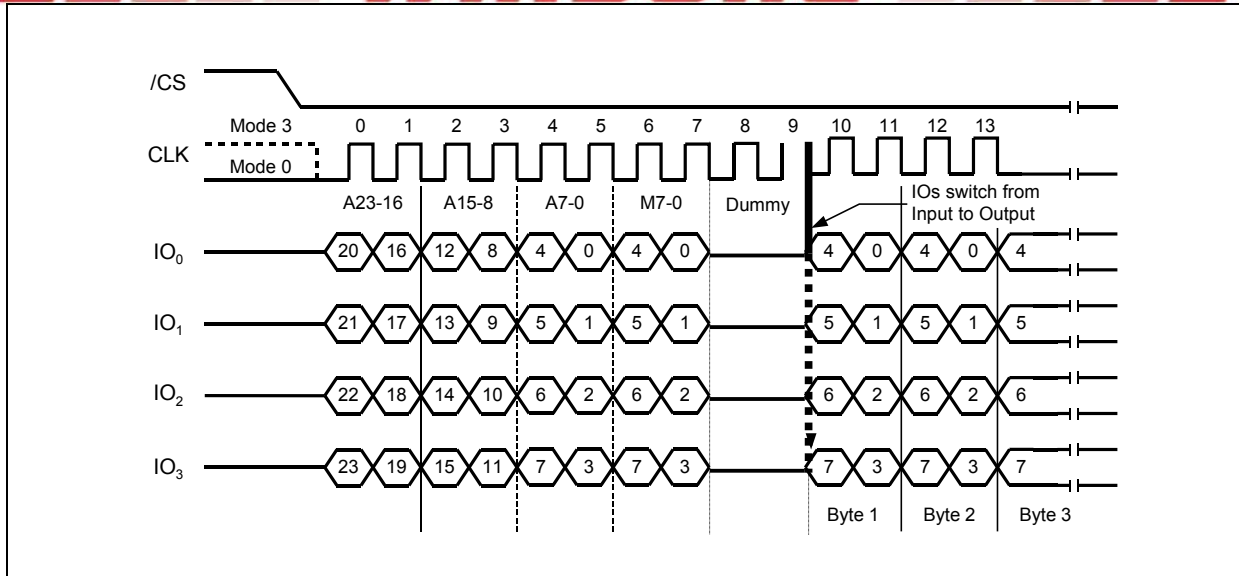 /CS
Mode 3 0 1 2 3 4 5 6 7 8 9 10 11 12 13
CLK
Mode 0
A23-16 A15-8 A7-0 M7-0 Dummy
IOs switch from
Input to Output
IO0 20 16 12 8 4 0 4 0 4 0 4 0 4
IO1 21 17 13 9 5 1 5 1 5 1 5 1 5
IO2 22 18 14 10 6 2 6 2 6 2 6 2 6
IO3 23 19 15 11 7 3 7 3 7 3 7 3 7
Byte 1 Byte 2 Byte 3